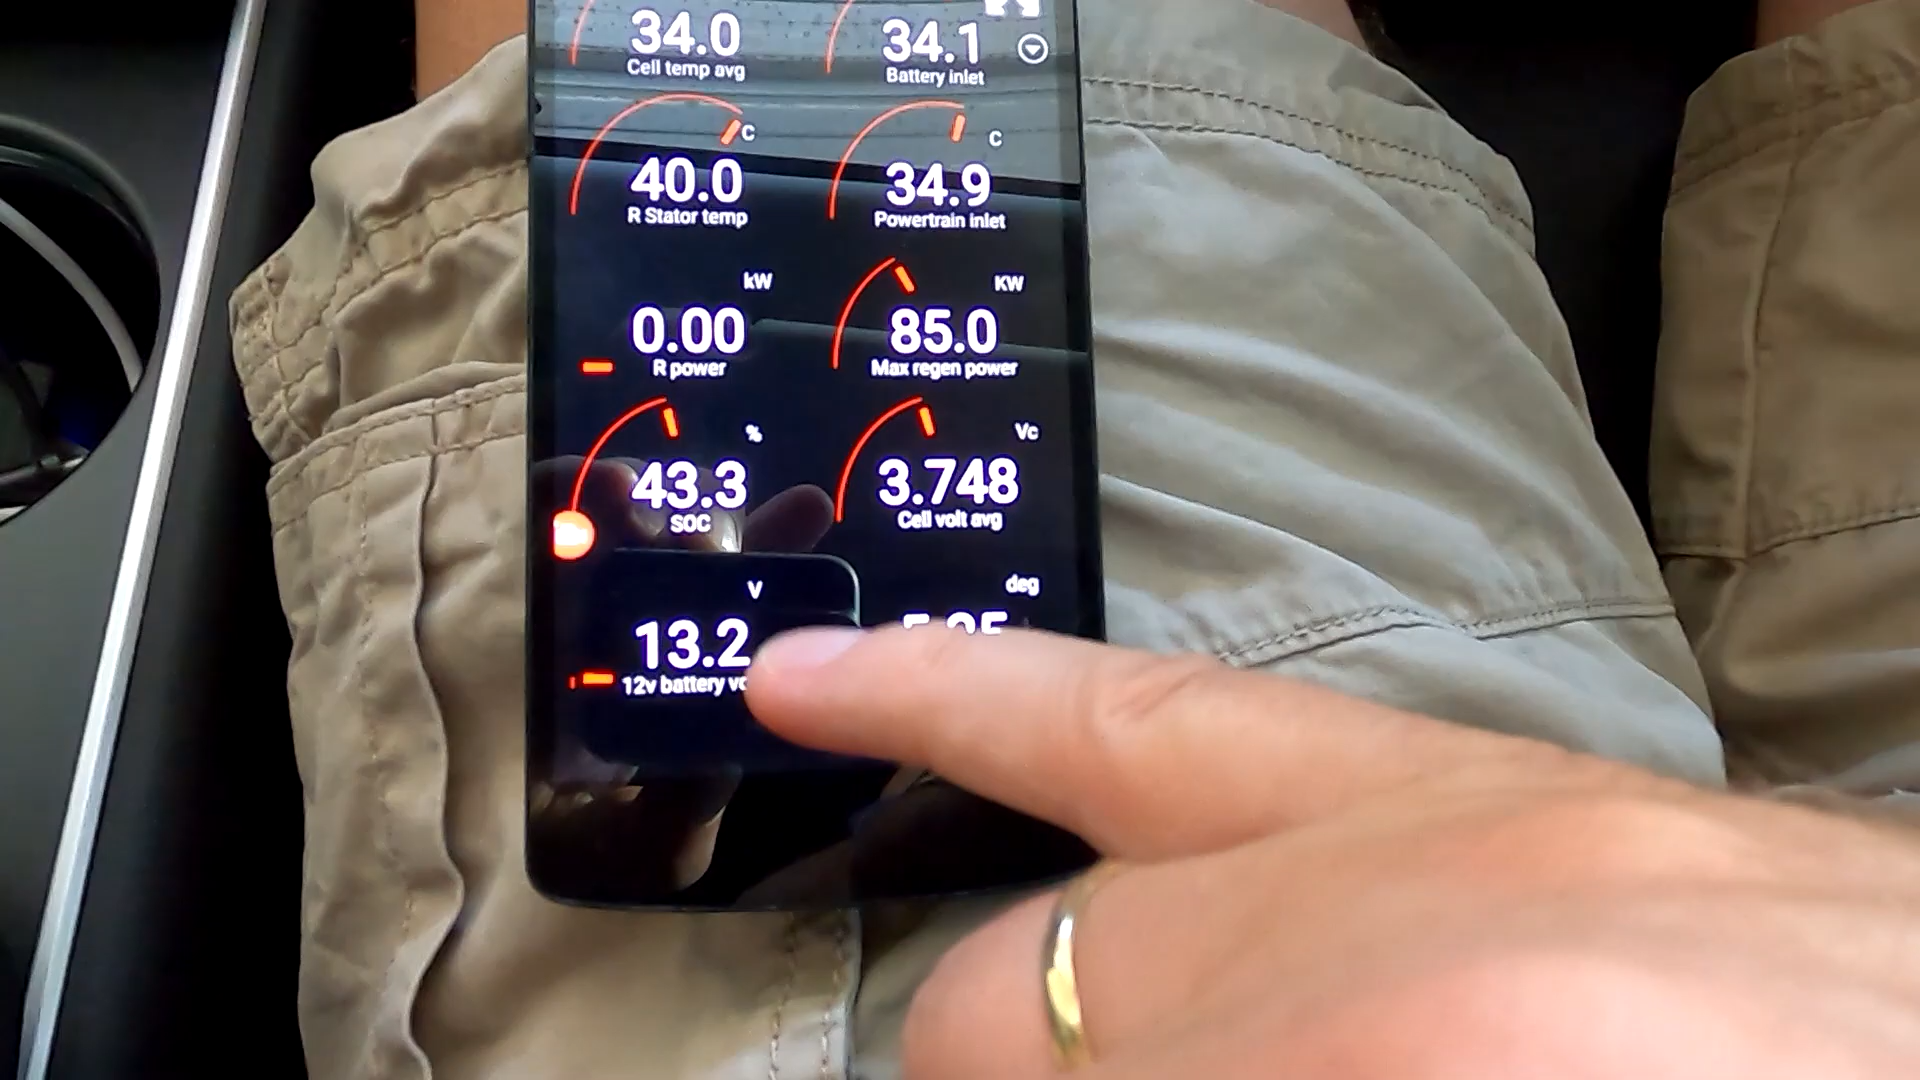 34.0
Cell temp avg
34.1
Battery inlet
C
40.0
R Stator temp
C
34.9
Powertrain inlet
kW
0.00
R power
KW
85.0
Max regen power
%
43.3
SOC
Vc
3.748
Cell volt avg
V
13.2
12v battery
deg